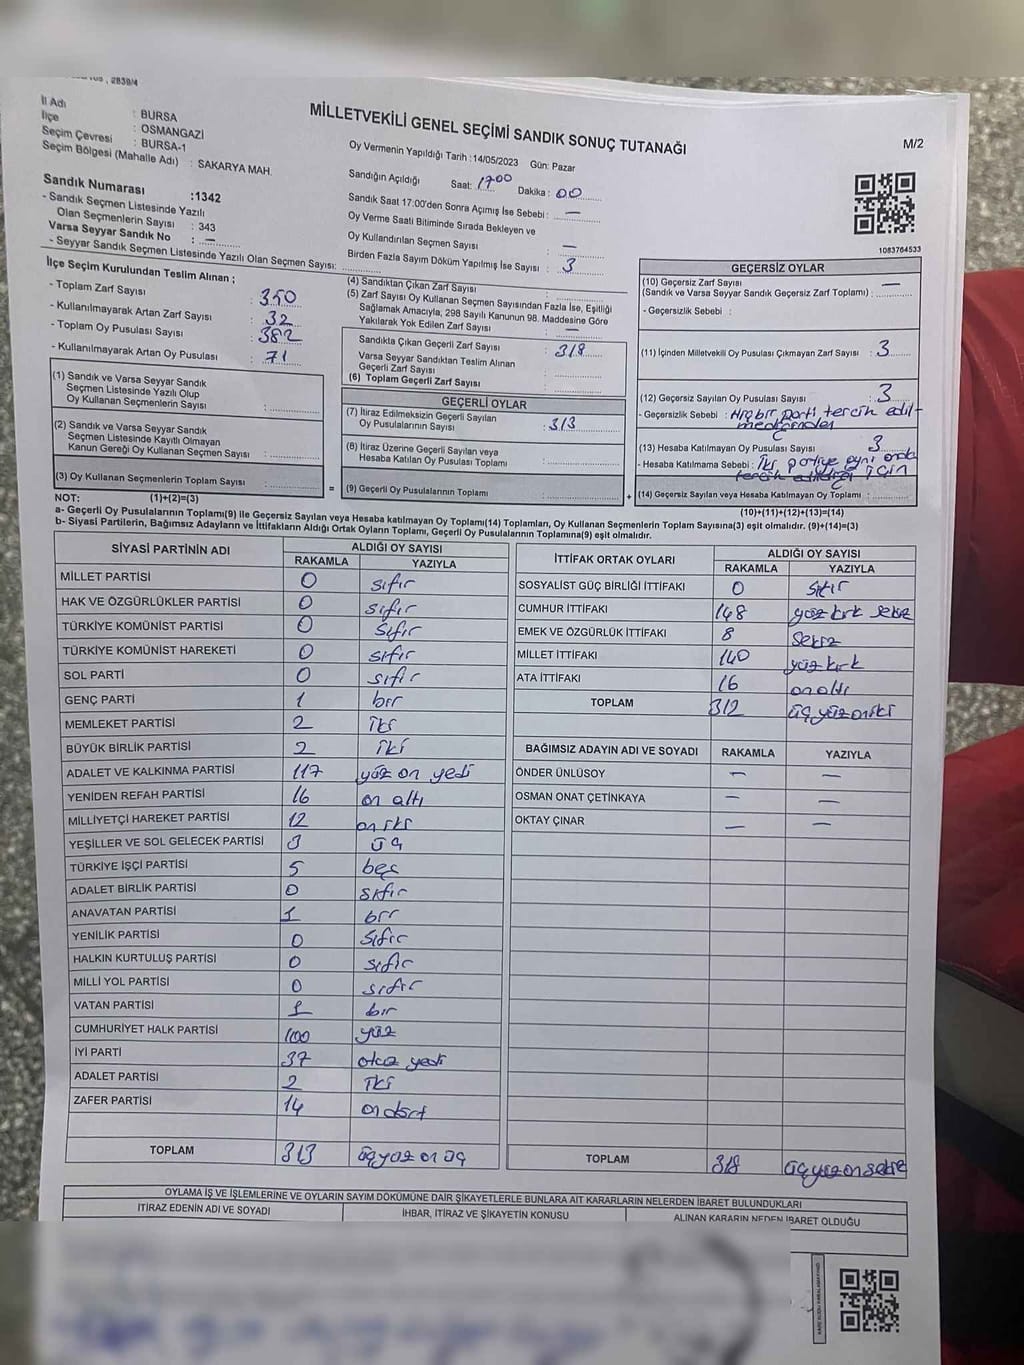 2839/4
MİLLETVEKİLİ GENEL SEÇİMİ SANDIK SONUÇ TUTANAĞI
M/2
İl Adı : BURSA
İlçe : OSMANGAZİ
Seçim Çevresi : BURSA-1
Seçim Bölgesi (Mahalle Adı) : SAKARYA MAH.
Sandık Numarası :1342
- Sandık Seçmen Listesinde Yazılı
Olan Seçmenlerin Sayısı : 343
Varsa Seyyar Sandık No : —
- Seyyar Sandık Seçmen Listesinde Yazılı Olan Seçmen Sayısı:
Oy Vermenin Yapıldığı Tarih :14/05/2023 Gün: Pazar
Sandığın Açıldığı Saat: 17:00 Dakika : 00
Sandık Saat 17:00'den Sonra Açımış İse Sebebi : —
Oy Verme Saati Bitiminde Sırada Bekleyen ve
Oy Kullandırılan Seçmen Sayısı : —
Birden Fazla Sayım Döküm Yapılmış İse Sayısı : 3
1083764533
İlçe Seçim Kurulundan Teslim Alınan ;
- Toplam Zarf Sayısı : 350
- Kullanılmayarak Artan Zarf Sayısı : 32
- Toplam Oy Pusulası Sayısı : 382
- Kullanılmayarak Artan Oy Pusulası : 71
(1) Sandık ve Varsa Seyyar Sandık
Seçmen Listesinde Yazılı Olup
Oy Kullanan Seçmenlerin Sayısı :
(2) Sandık ve Varsa Seyyar Sandık
Seçmen Listesinde Kayıtlı Olmayan
Kanun Gereği Oy Kullanan Seçmen Sayısı :
(3) Oy Kullanan Seçmenlerin Toplam Sayısı :
(4) Sandıktan Çıkan Zarf Sayısı :
(5) Zarf Sayısı Oy Kullanan Seçmen Sayısından Fazla İse, Eşitliği
Sağlamak Amacıyla, 298 Sayılı Kanunun 98. Maddesine Göre
Yakılarak Yok Edilen Zarf Sayısı : —
Sandıkta Çıkan Geçerli Zarf Sayısı : 318
Varsa Seyyar Sandıktan Teslim Alınan
Geçerli Zarf Sayısı :
(6) Toplam Geçerli Zarf Sayısı :
GEÇERLİ OYLAR
(7) İtiraz Edilmeksizin Geçerli Sayılan
Oy Pusulalarının Sayısı : 313
(8) İtiraz Üzerine Geçerli Sayılan veya
Hesaba Katılan Oy Pusulası Toplamı :
= (9) Geçerli Oy Pusulalarının Toplamı : +
GEÇERSİZ OYLAR
(10) Geçersiz Zarf Sayısı
(Sandık ve Varsa Seyyar Sandık Geçersiz Zarf Toplamı) : —
- Geçersizlik Sebebi :
(11) İçinden Milletvekili Oy Pusulası Çıkmayan Zarf Sayısı : 3
(12) Geçersiz Sayılan Oy Pusulası Sayısı : 3
- Geçersizlik Sebebi : Hiçbir parti tercih edil-
mediğinden
(13) Hesaba Katılmayan Oy Pusulası Sayısı : 3
- Hesaba Katılmama Sebebi : İki partiye aynı anda
tercih edildiği için
(14) Geçersiz Sayılan veya Hesaba Katılmayan Oy Toplamı :
NOT: (1)+(2)=(3)
(10)+(11)+(12)+(13)=(14)
a- Geçerli Oy Pusulalarının Toplamı(9) ile Geçersiz Sayılan veya Hesaba katılmayan Oy Toplamı(14) Toplamları, Oy Kullanan Seçmenlerin Toplam Sayısına(3) eşit olmalıdır. (9)+(14)=(3)
b- Siyasi Partilerin, Bağımsız Adayların ve İttifakların Aldığı Ortak Oyların Toplamı, Geçerli Oy Pusulalarının Toplamına(9) eşit olmalıdır.
SİYASİ PARTİNİN ADI ALDIĞI OY SAYISI
RAKAMLA YAZIYLA
MİLLET PARTİSİ 0 sıfır
HAK VE ÖZGÜRLÜKLER PARTİSİ 0 sıfır
TÜRKİYE KOMÜNİST PARTİSİ 0 sıfır
TÜRKİYE KOMÜNİST HAREKETİ 0 sıfır
SOL PARTİ 0 sıfır
GENÇ PARTİ 1 bir
MEMLEKET PARTİSİ 2 iki
BÜYÜK BİRLİK PARTİSİ 2 iki
ADALET VE KALKINMA PARTİSİ 117 yüz on yedi
YENİDEN REFAH PARTİSİ 16 on altı
MİLLİYETÇİ HAREKET PARTİSİ 12 on iki
YEŞİLLER VE SOL GELECEK PARTİSİ 3 üç
TÜRKİYE İŞÇİ PARTİSİ 5 beş
ADALET BİRLİK PARTİSİ 0 sıfır
ANAVATAN PARTİSİ 1 bir
YENİLİK PARTİSİ 0 sıfır
HALKIN KURTULUŞ PARTİSİ 0 sıfır
MİLLİ YOL PARTİSİ 0 sıfır
VATAN PARTİSİ 1 bir
CUMHURİYET HALK PARTİSİ 100 yüz
İYİ PARTİ 37 otuz yedi
ADALET PARTİSİ 2 iki
ZAFER PARTİSİ 14 on dört
TOPLAM 313 üçyüz on üç
İTTİFAK ORTAK OYLARI ALDIĞI OY SAYISI
RAKAMLA YAZIYLA
SOSYALİST GÜÇ BİRLİĞİ İTTİFAKI 0 sıfır
CUMHUR İTTİFAKI 148 yüz kırk sekiz
EMEK VE ÖZGÜRLÜK İTTİFAKI 8 sekiz
MİLLET İTTİFAKI 140 yüz kırk
ATA İTTİFAKI 16 on altı
TOPLAM 312 üç yüz on iki
BAĞIMSIZ ADAYIN ADI VE SOYADI RAKAMLA YAZIYLA
ÖNDER ÜNLÜSOY — —
OSMAN ONAT ÇETİNKAYA — —
OKTAY ÇINAR — —
TOPLAM 318 üç yüz on sekiz
OYLAMA İŞ VE İŞLEMLERİNE VE OYLARIN SAYIM DÖKÜMÜNE DAİR ŞİKAYETLERLE BUNLARA AİT KARARLARIN NELERDEN İBARET BULUNDUKLARI
İTİRAZ EDENİN ADI VE SOYADI İHBAR, İTİRAZ VE ŞİKAYETİN KONUSU ALINAN KARARIN NEDEN İBARET OLDUĞU